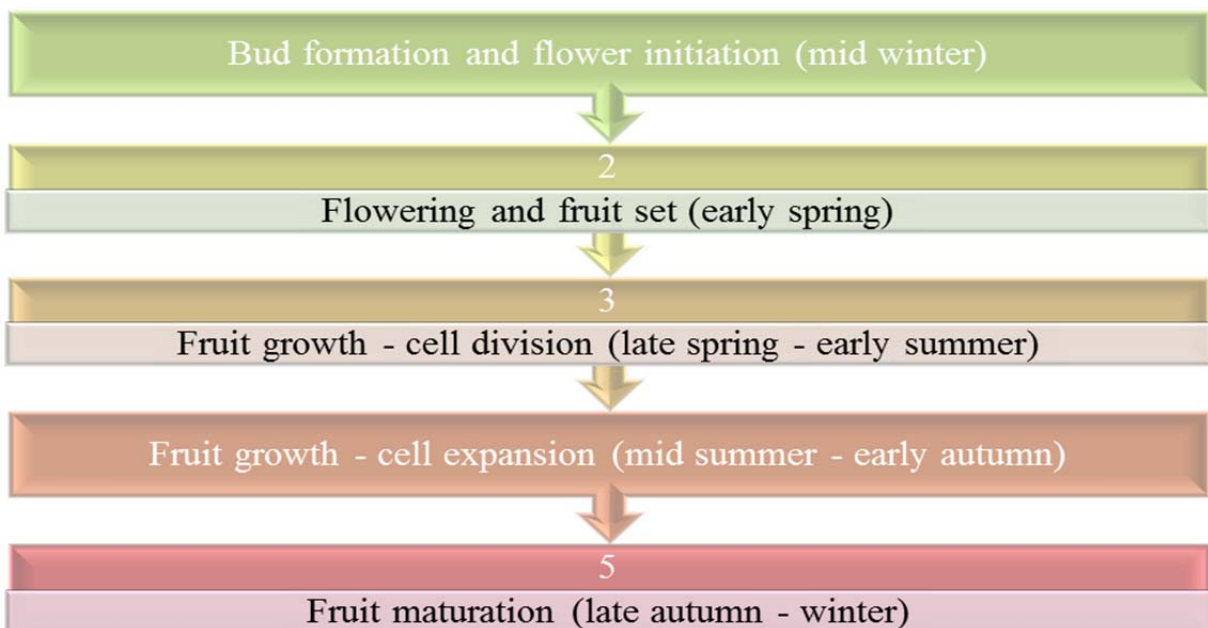 Bud formation and flower initiation (mid winter)
2
Flowering and fruit set (early spring)
3
Fruit growth - cell division (late spring - early summer)
Fruit growth - cell expansion (mid summer - early autumn)
5
Fruit maturation (late autumn - winter)